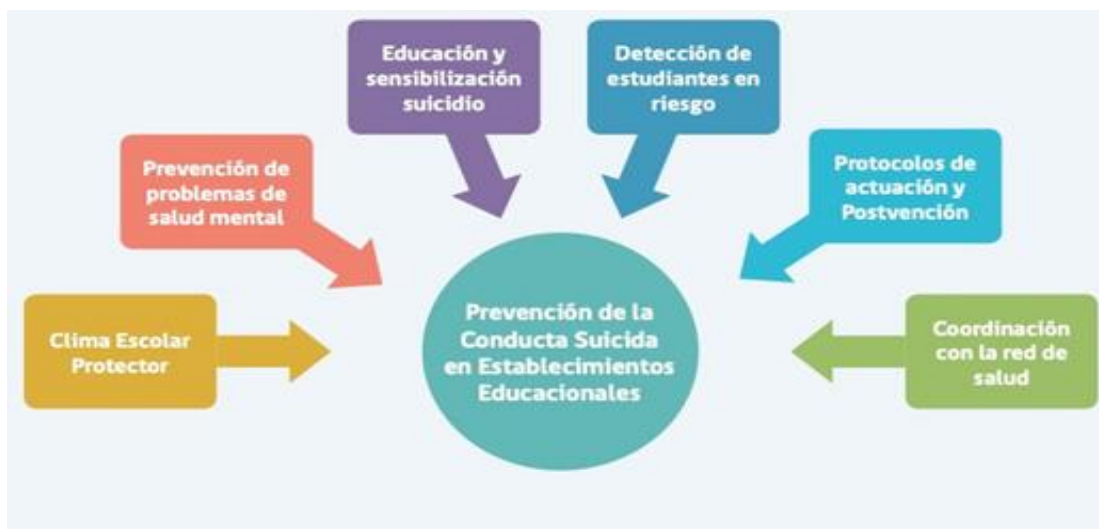 Clima Escolar
Protector
Prevención de
problemas de
salud mental
Educación y
sensibilización
suicidio
Detección de
estudiantes en
riesgo
Protocolos de
actuación y
Postvención
Coordinación
con la red de
salud
Prevención de la
Conducta Suicida
en Establecimientos
Educacionales